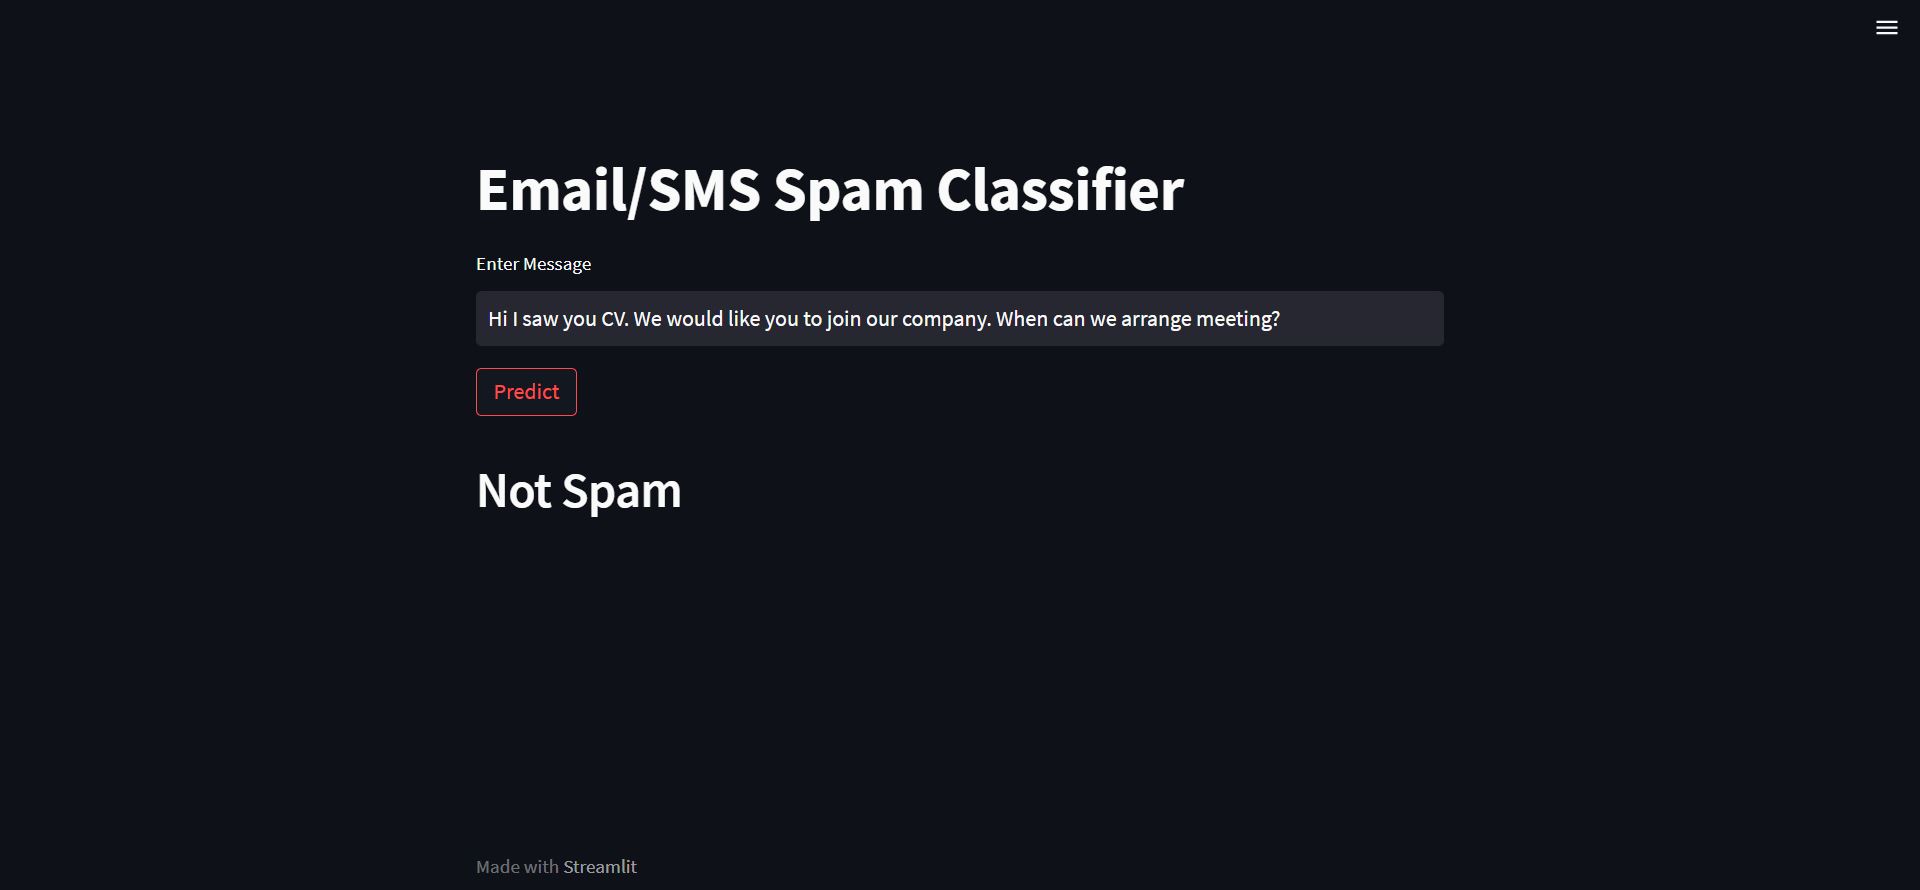 Email/SMS Spam Classifier
Enter Message
Hi I saw you CV. We would like you to join our company. When can we arrange meeting?
Predict
Not Spam
Made with Streamlit